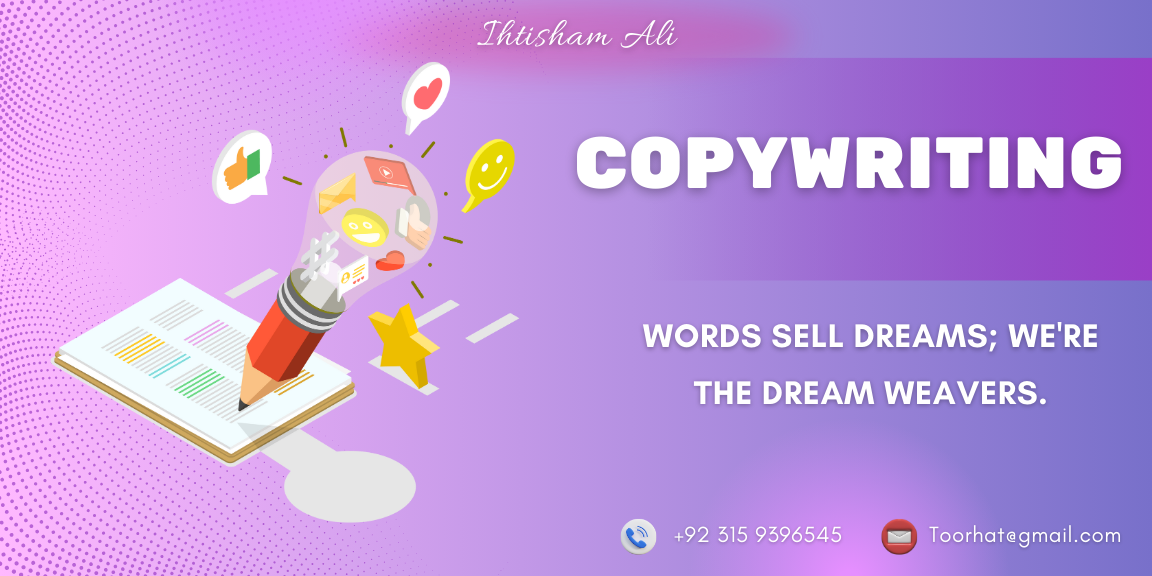 Ihtisham Ali
COPYWRITING
WORDS SELL DREAMS; WE'RE
THE DREAM WEAVERS.
+92 315 9396545
Toorhat@gmail.com